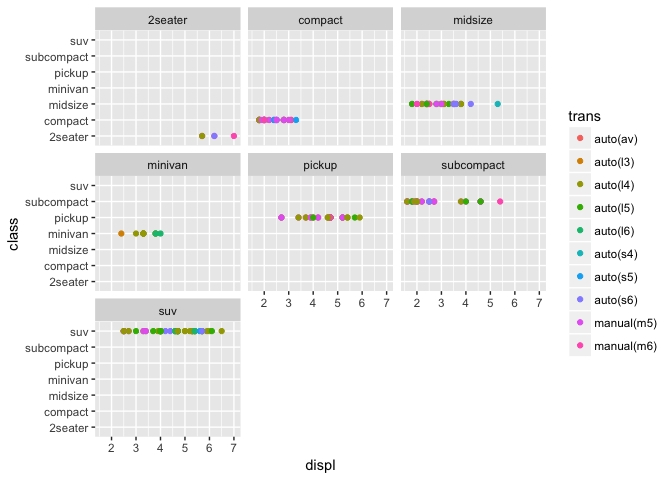 2seater
compact
midsize
suv
subcompact
pickup
minivan
midsize
compact
2seater
minivan
pickup
subcompact
suv
subcompact
pickup
minivan
midsize
compact
2seater
2 3 4 5 6 7
2 3 4 5 6 7
suv
suv
subcompact
pickup
minivan
midsize
compact
2seater
2 3 4 5 6 7
displ
class
trans
auto(av)
auto(l3)
auto(l4)
auto(l5)
auto(l6)
auto(s4)
auto(s5)
auto(s6)
manual(m5)
manual(m6)